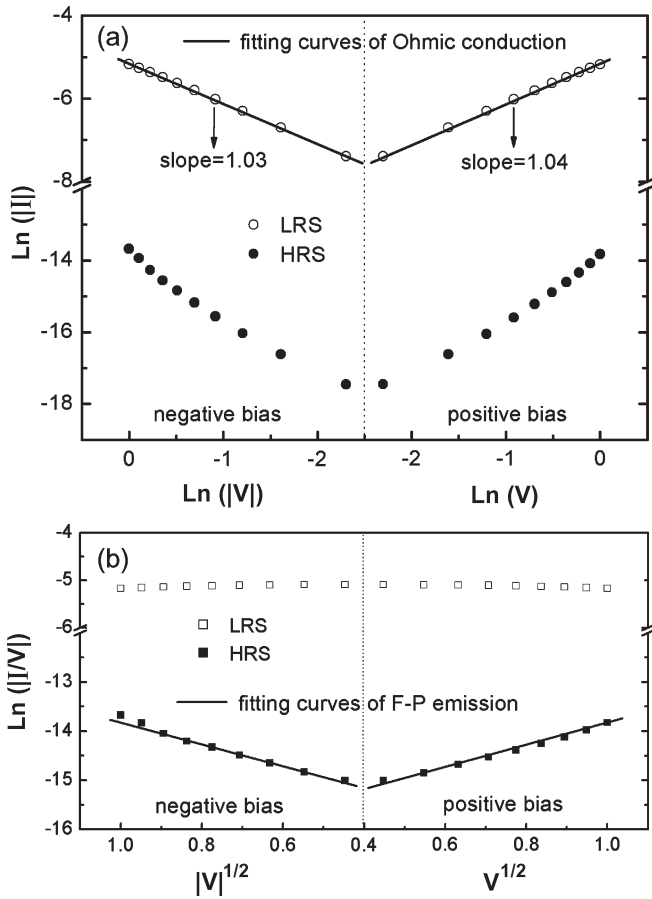 (a)
fitting curves of Ohmic conduction
slope=1.03
slope=1.04
LRS
HRS
negative bias
positive bias
Ln (|I|)
-4
-6
-8
-14
-16
-18
0 -1 -2 -2 -1 0
Ln (|V|) Ln (V)
(b)
LRS
HRS
fitting curves of F-P emission
negative bias
positive bias
Ln (|I/V|)
-4
-5
-6
-13
-14
-15
-16
1.0 0.8 0.6 0.4 0.6 0.8 1.0
|V|^1/2 V^1/2